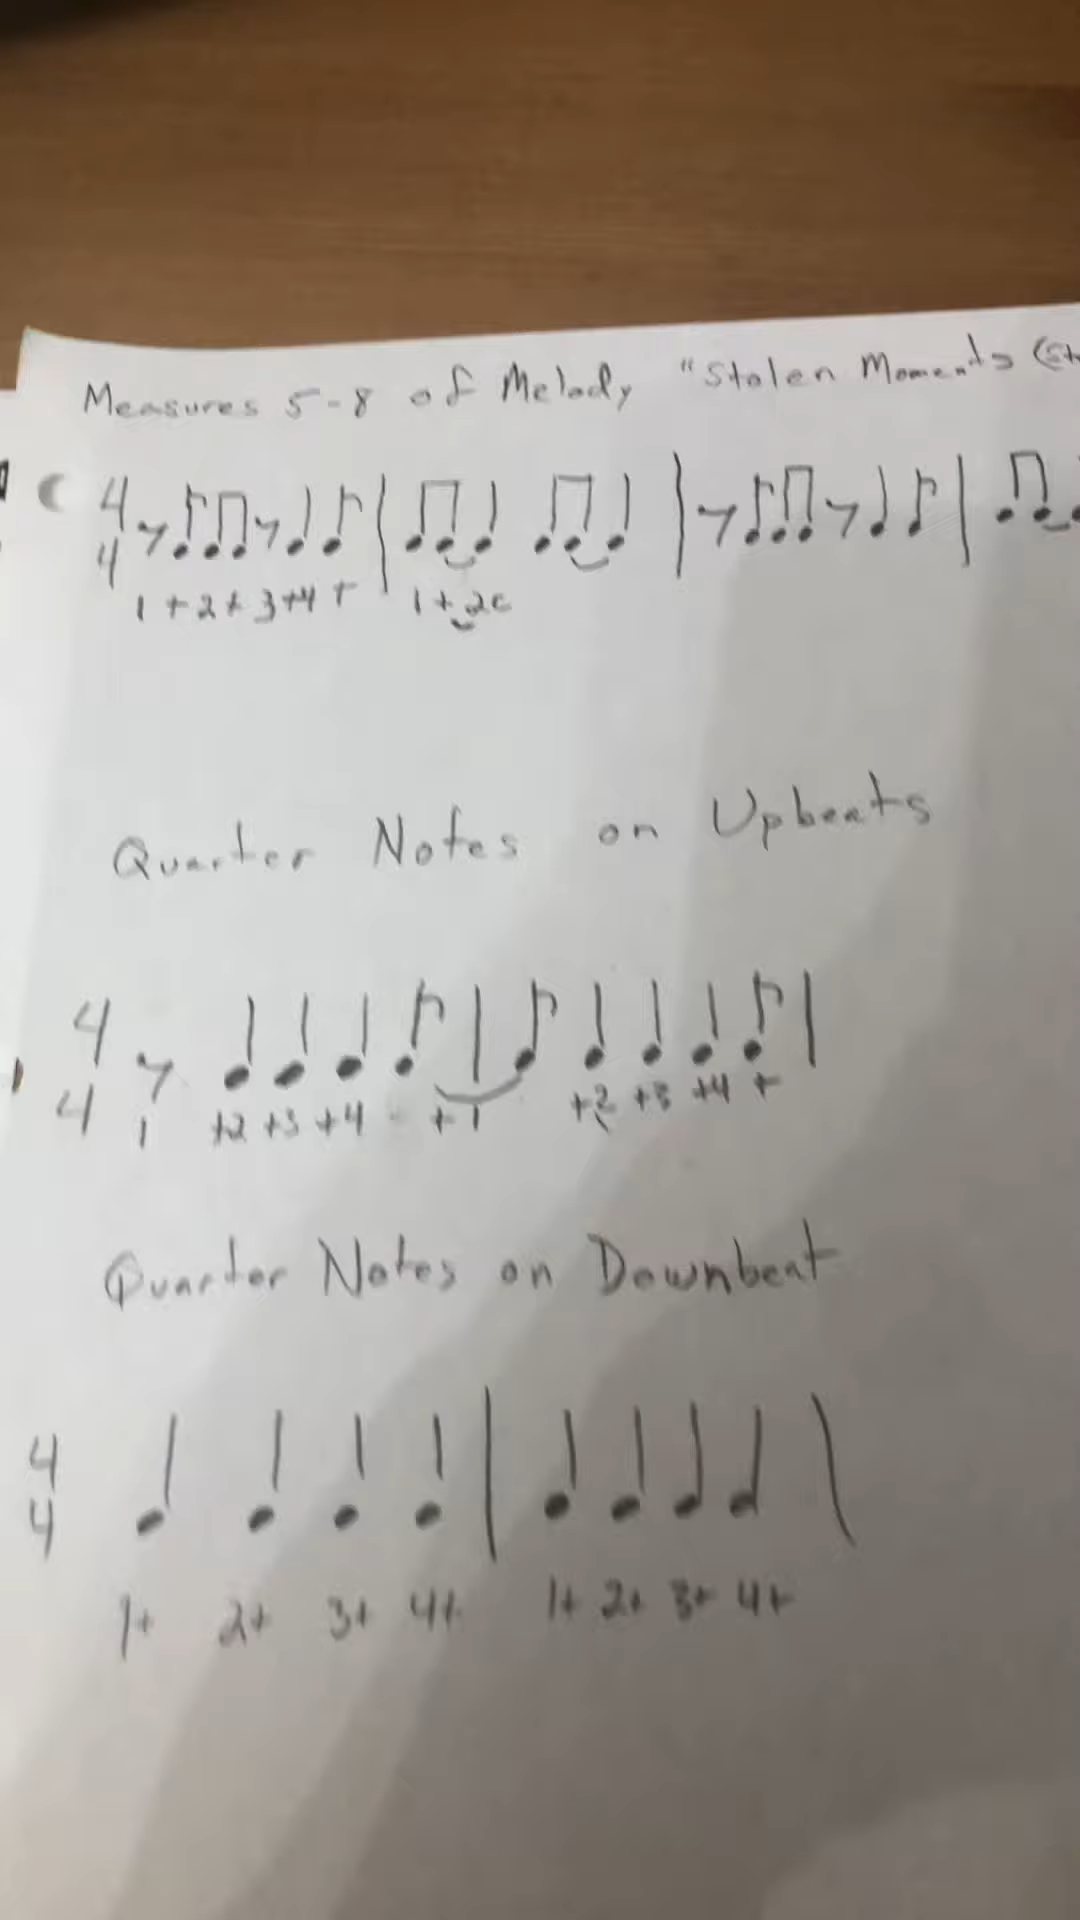 Measures 5-8 of Melody "Stolen Moments (St
4
4
1 + 2 + 3 +4 + 1 + 2
Quarter Notes on Upbeats
4
4
1 +2 +3 +4 + 1 +2 +3 +4 +
Quarter Notes on Downbeat
4
4
1+ 2+ 3+ 4+ 1+ 2+ 3+ 4+